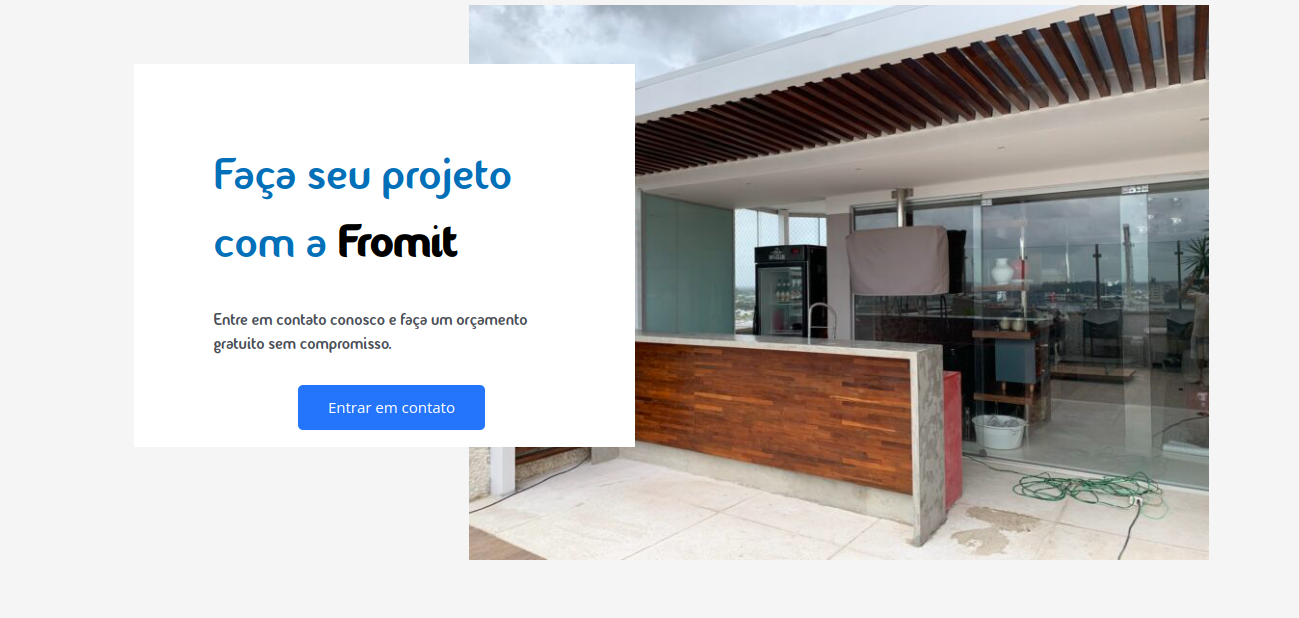 Faça seu projeto
com a Fromit
Entre em contato conosco e faça um orçamento
gratuito sem compromisso.
Entrar em contato